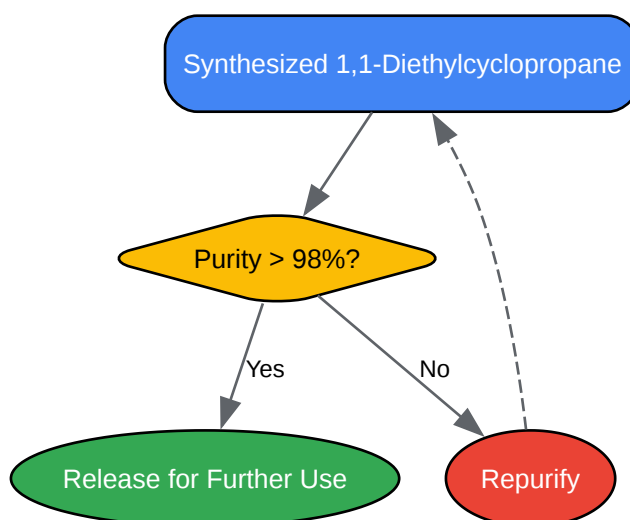 Synthesized 1,1-Diethylcyclopropane
Purity > 98%?
Yes
No
Release for Further Use
Repurify